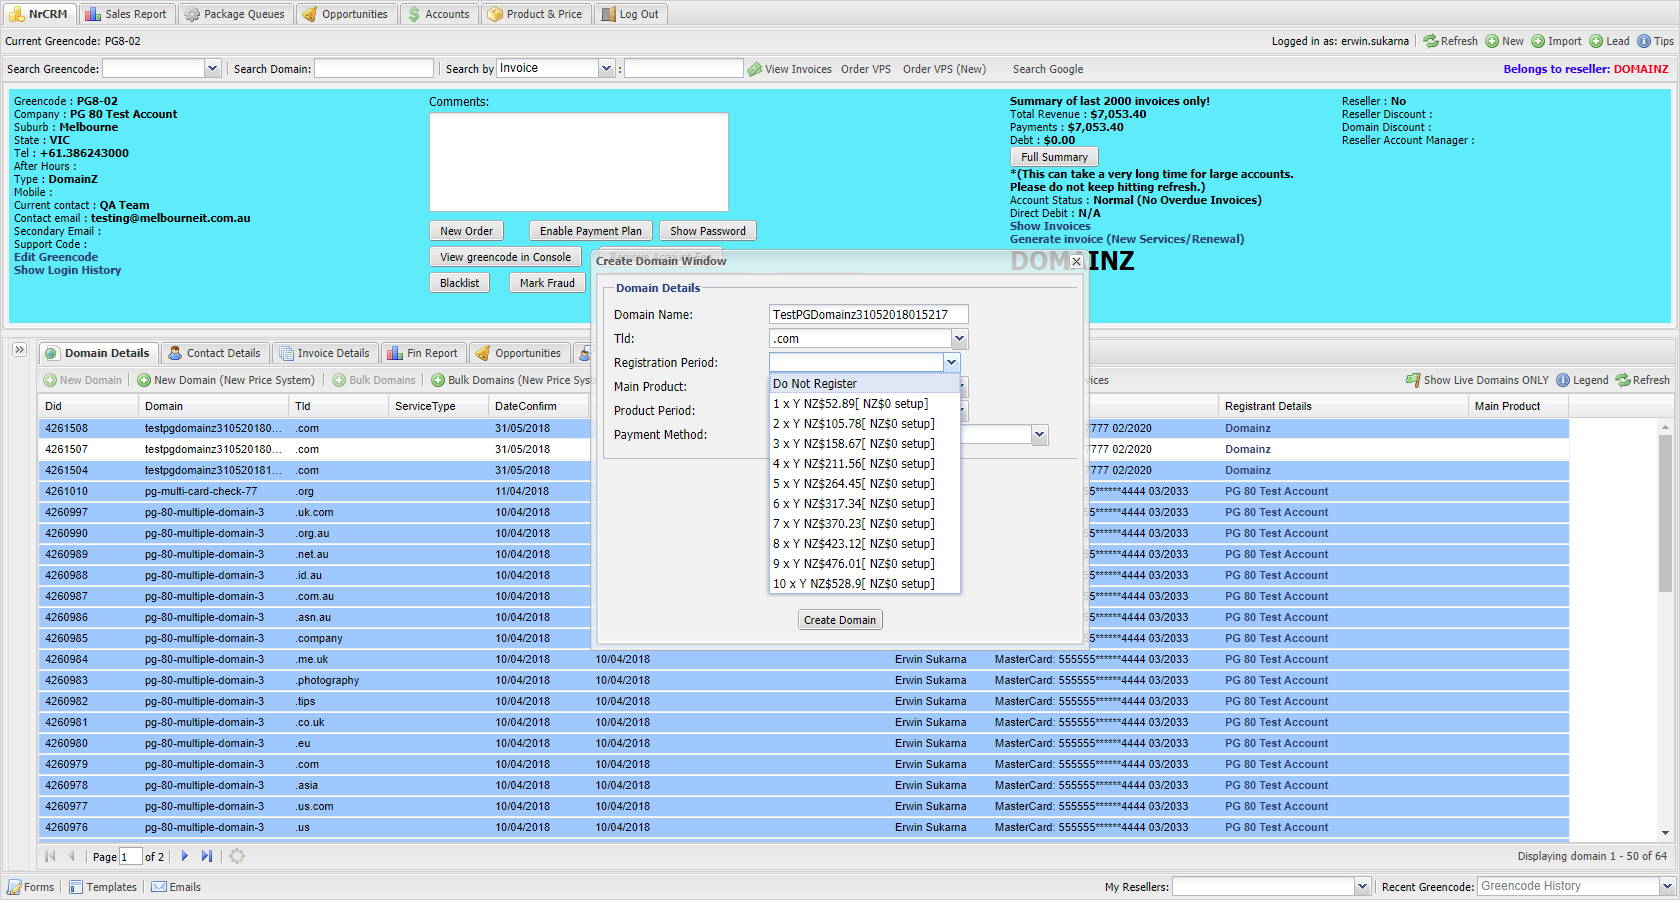 NrCRM Sales Report Package Queues Opportunities Accounts Product & Price Log Out
Current Greencode: PG8-02 Logged in as: erwin.sukarna Refresh New Import Lead Tips
Search Greencode: Search Domain: Search by Invoice : View Invoices Order VPS Order VPS (New) Search Google Belongs to reseller: DOMAINZ
Greencode : PG8-02
Company : PG 80 Test Account
Suburb : Melbourne
State : VIC
Tel : +61.386243000
After Hours :
Type : DomainZ
Mobile :
Current contact : QA Team
Contact email : testing@melbourneit.com.au
Secondary Email :
Support Code :
Edit Greencode
Show Login History
Comments:
New Order Enable Payment Plan Show Password
View greencode in Console
Blacklist Mark Fraud
Summary of last 2000 invoices only!
Total Revenue : $7,053.40
Payments : $7,053.40
Debt : $0.00
Full Summary
*(This can take a very long time for large accounts.
Please do not keep hitting refresh.)
Account Status : Normal (No Overdue Invoices)
Direct Debit : N/A
Show Invoices
Generate invoice (New Services/Renewal)
DOMAINZ
Reseller : No
Reseller Discount :
Domain Discount :
Reseller Account Manager :
Create Domain Window
Domain Details
Domain Name: TestPGDomainz31052018015217
Tld: .com
Registration Period:
Main Product:
Product Period:
Payment Method:
Do Not Register
1 x Y NZ$52.89[ NZ$0 setup]
2 x Y NZ$105.78[ NZ$0 setup]
3 x Y NZ$158.67[ NZ$0 setup]
4 x Y NZ$211.56[ NZ$0 setup]
5 x Y NZ$264.45[ NZ$0 setup]
6 x Y NZ$317.34[ NZ$0 setup]
7 x Y NZ$370.23[ NZ$0 setup]
8 x Y NZ$423.12[ NZ$0 setup]
9 x Y NZ$476.01[ NZ$0 setup]
10 x Y NZ$528.9[ NZ$0 setup]
Create Domain
Domain Details Contact Details Invoice Details Fin Report Opportunities
New Domain New Domain (New Price System) Bulk Domains Bulk Domains (New Price Syst vices Show Live Domains ONLY Legend Refresh
Did Domain Tld ServiceType DateConfirm Registrant Details Main Product
4261508 testpgdomainz310520180... .com 31/05/2018 7777 02/2020 Domainz
4261507 testpgdomainz310520180... .com 31/05/2018 7777 02/2020 Domainz
4261504 testpgdomainz310520181... .com 31/05/2018 7777 02/2020 Domainz
4261010 pg-multi-card-check-77 .org 11/04/2018 5******4444 03/2033 PG 80 Test Account
4260997 pg-80-multiple-domain-3 .uk.com 10/04/2018 5******4444 03/2033 PG 80 Test Account
4260990 pg-80-multiple-domain-3 .org.au 10/04/2018 5******4444 03/2033 PG 80 Test Account
4260989 pg-80-multiple-domain-3 .net.au 10/04/2018 5******4444 03/2033 PG 80 Test Account
4260988 pg-80-multiple-domain-3 .id.au 10/04/2018 5******4444 03/2033 PG 80 Test Account
4260987 pg-80-multiple-domain-3 .com.au 10/04/2018 5******4444 03/2033 PG 80 Test Account
4260986 pg-80-multiple-domain-3 .asn.au 10/04/2018 5******4444 03/2033 PG 80 Test Account
4260985 pg-80-multiple-domain-3 .company 10/04/2018 5******4444 03/2033 PG 80 Test Account
4260984 pg-80-multiple-domain-3 .me.uk 10/04/2018 10/04/2018 Erwin Sukarna MasterCard: 555555******4444 03/2033 PG 80 Test Account
4260983 pg-80-multiple-domain-3 .photography 10/04/2018 10/04/2018 Erwin Sukarna MasterCard: 555555******4444 03/2033 PG 80 Test Account
4260982 pg-80-multiple-domain-3 .tips 10/04/2018 10/04/2018 Erwin Sukarna MasterCard: 555555******4444 03/2033 PG 80 Test Account
4260981 pg-80-multiple-domain-3 .co.uk 10/04/2018 10/04/2018 Erwin Sukarna MasterCard: 555555******4444 03/2033 PG 80 Test Account
4260980 pg-80-multiple-domain-3 .eu 10/04/2018 10/04/2018 Erwin Sukarna MasterCard: 555555******4444 03/2033 PG 80 Test Account
4260979 pg-80-multiple-domain-3 .com 10/04/2018 10/04/2018 Erwin Sukarna MasterCard: 555555******4444 03/2033 PG 80 Test Account
4260978 pg-80-multiple-domain-3 .asia 10/04/2018 10/04/2018 Erwin Sukarna MasterCard: 555555******4444 03/2033 PG 80 Test Account
4260977 pg-80-multiple-domain-3 .us.com 10/04/2018 10/04/2018 Erwin Sukarna MasterCard: 555555******4444 03/2033 PG 80 Test Account
4260976 pg-80-multiple-domain-3 .us 10/04/2018 10/04/2018 Erwin Sukarna MasterCard: 555555******4444 03/2033 PG 80 Test Account
Page 1 of 2 Displaying domain 1 - 50 of 64
Forms Templates Emails My Resellers: Recent Greencode: Greencode History